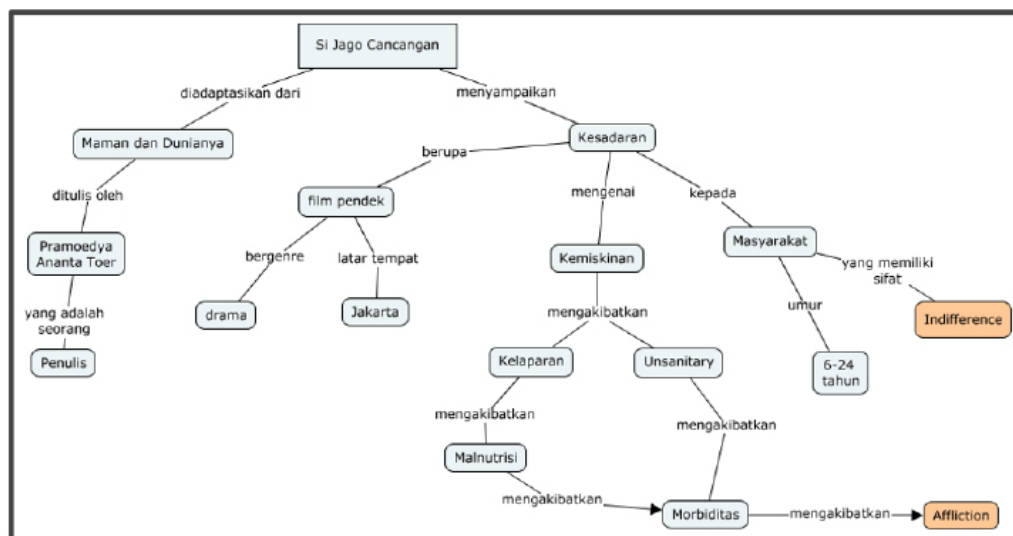 Si Jago Cancangan
diadaptasikan dari
menyampaikan
Maman dan Dunianya
Kesadaran
berupa
ditulis oleh
mengenai
kepada
film pendek
Pramoedya
Ananta Toer
Masyarakat
bergenre
latar tempat
Kemiskinan
yang memiliki
sifat
yang adalah
seorang
drama
Jakarta
mengakibatkan
umur
Indifference
Penulis
Kelaparan
Unsanitary
6-24
tahun
mengakibatkan
mengakibatkan
Malnutrisi
mengakibatkan
Morbiditas
mengakibatkan
Affliction